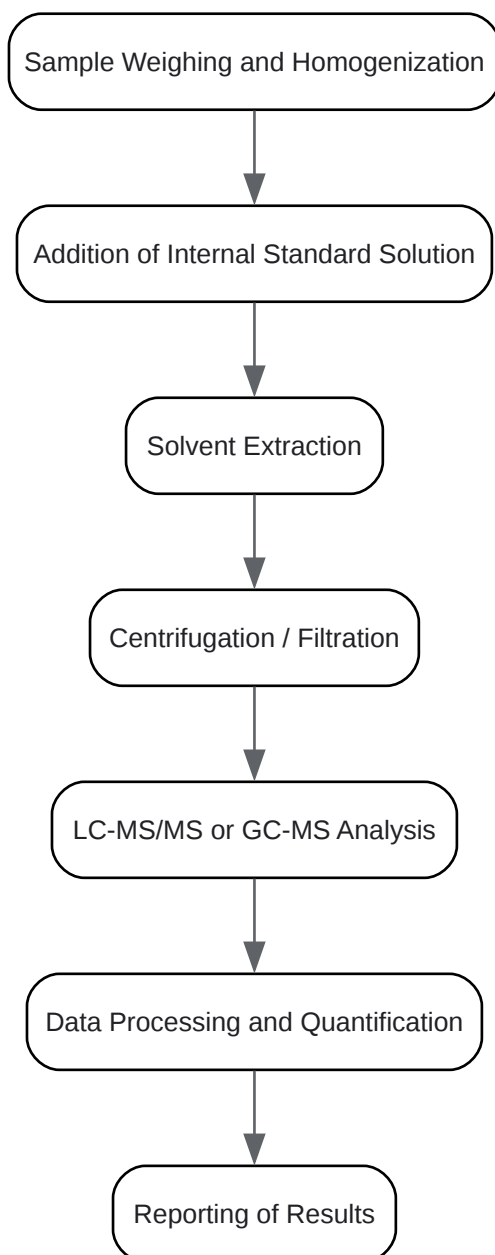 Sample Weighing and Homogenization
Addition of Internal Standard Solution
Solvent Extraction
Centrifugation / Filtration
LC-MS/MS or GC-MS Analysis
Data Processing and Quantification
Reporting of Results